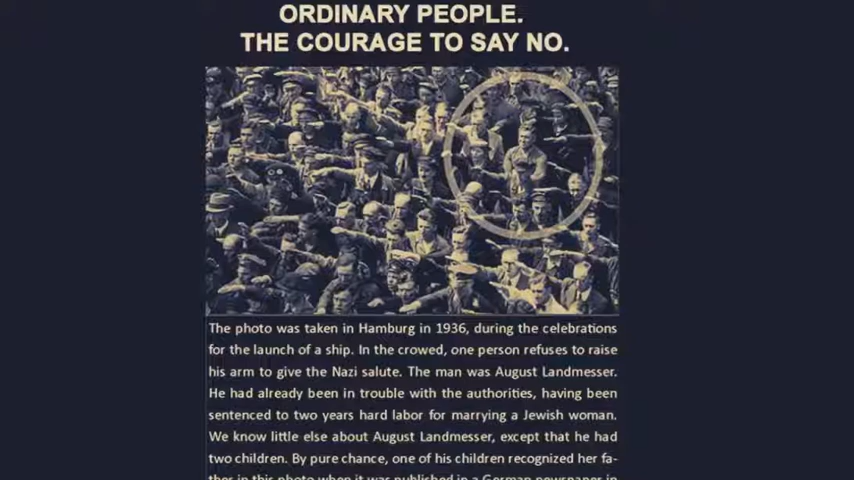 ORDINARY PEOPLE.
THE COURAGE TO SAY NO.
The photo was taken in Hamburg in 1936, during the celebrations
for the launch of a ship. In the crowed, one person refuses to raise
his arm to give the Nazi salute. The man was August Landmesser.
He had already been in trouble with the authorities, having been
sentenced to two years hard labor for marrying a Jewish woman.
We know little else about August Landmesser, except that he had
two children. By pure chance, one of his children recognized her fa-
ther in this photo when it was published in a German newspaper in